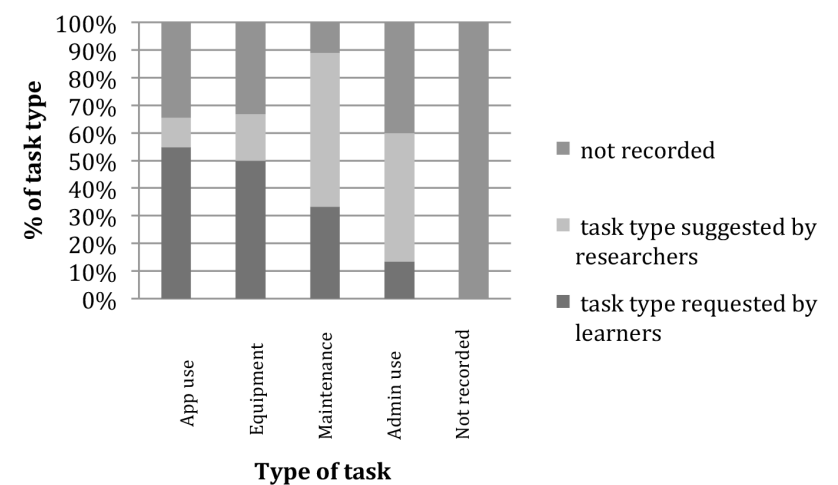 100%
90%
80%
70%
60%
50%
40%
30%
20%
10%
0%
% of task type
App use
Equipment
Maintenance
Admin use
Not recorded
Type of task
not recorded
task type suggested by
researchers
task type requested by
learners